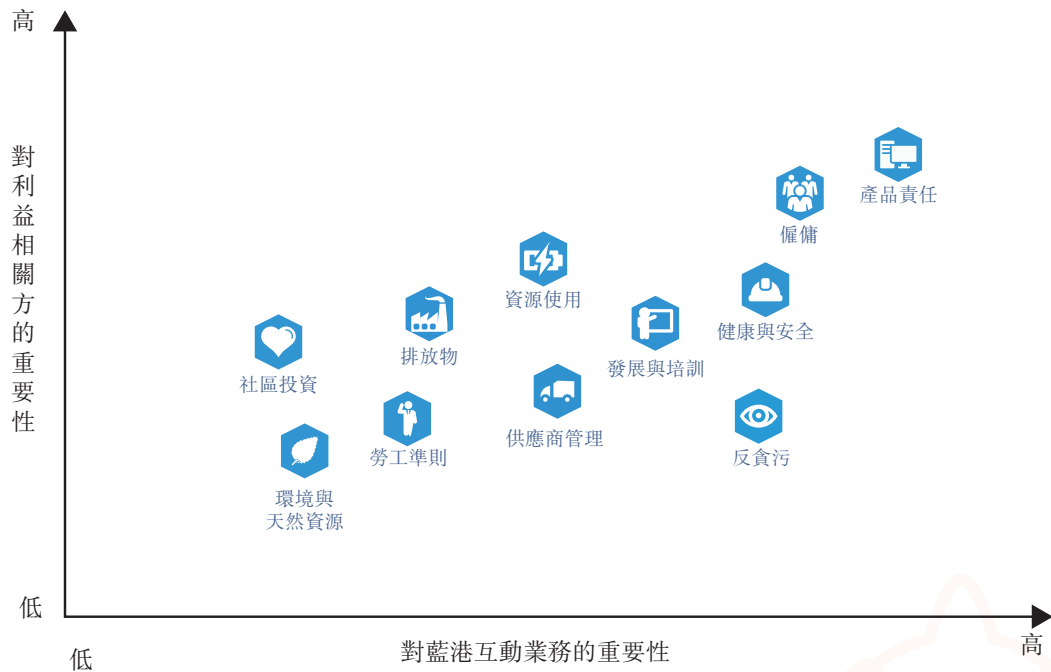 高
對利益相關方的重要性
產品責任
僱傭
資源使用
健康與安全
排放物
發展與培訓
社區投資
供應商管理
勞工準則
反貪污
環境與
天然資源
低
低
對藍港互動業務的重要性
高